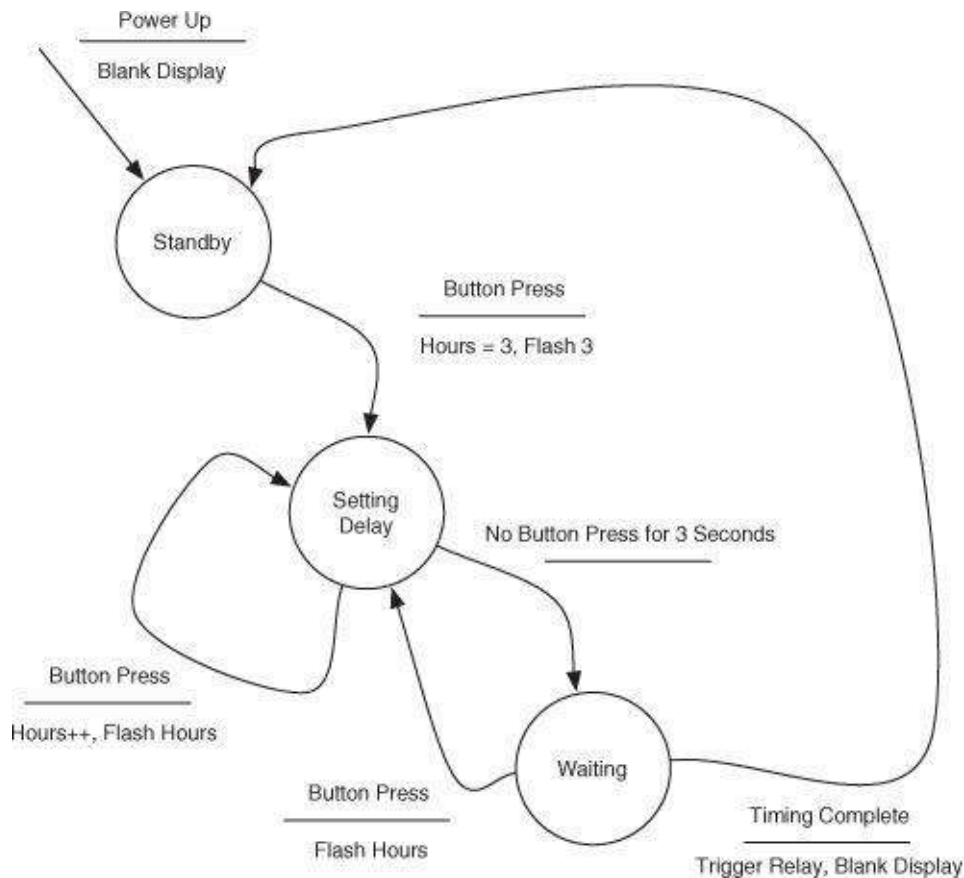 Power Up
Blank Display
Standby
Button Press
Hours = 3, Flash 3
Setting
Delay
No Button Press for 3 Seconds
Button Press
Hours++, Flash Hours
Waiting
Button Press
Flash Hours
Timing Complete
Trigger Relay, Blank Display